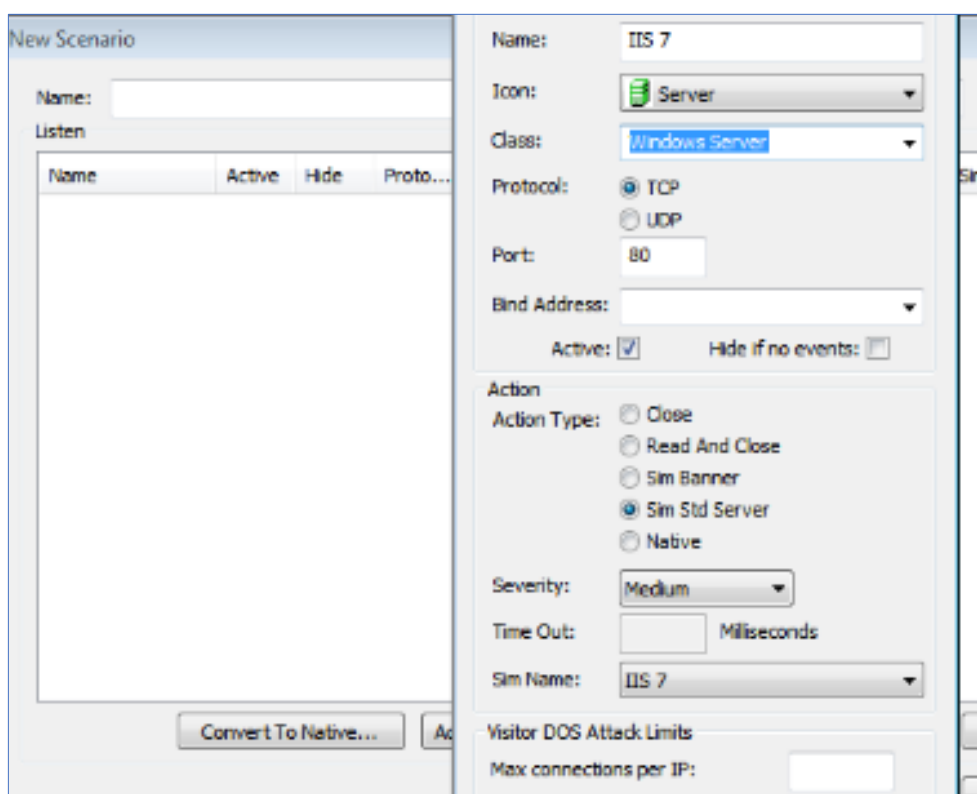 New Scenario
Name:
Listen
Name Active Hide Proto...
Convert To Native...
Name: IIS 7
Icon: Server
Class: Windows Server
Protocol: TCP
UDP
Port: 80
Bind Address:
Active: Hide if no events:
Action
Action Type: Close
Read And Close
Sim Banner
Sim Std Server
Native
Severity: Medium
Time Out: Milliseconds
Sim Name: IIS 7
Visitor DOS Attack Limits
Max connections per IP: